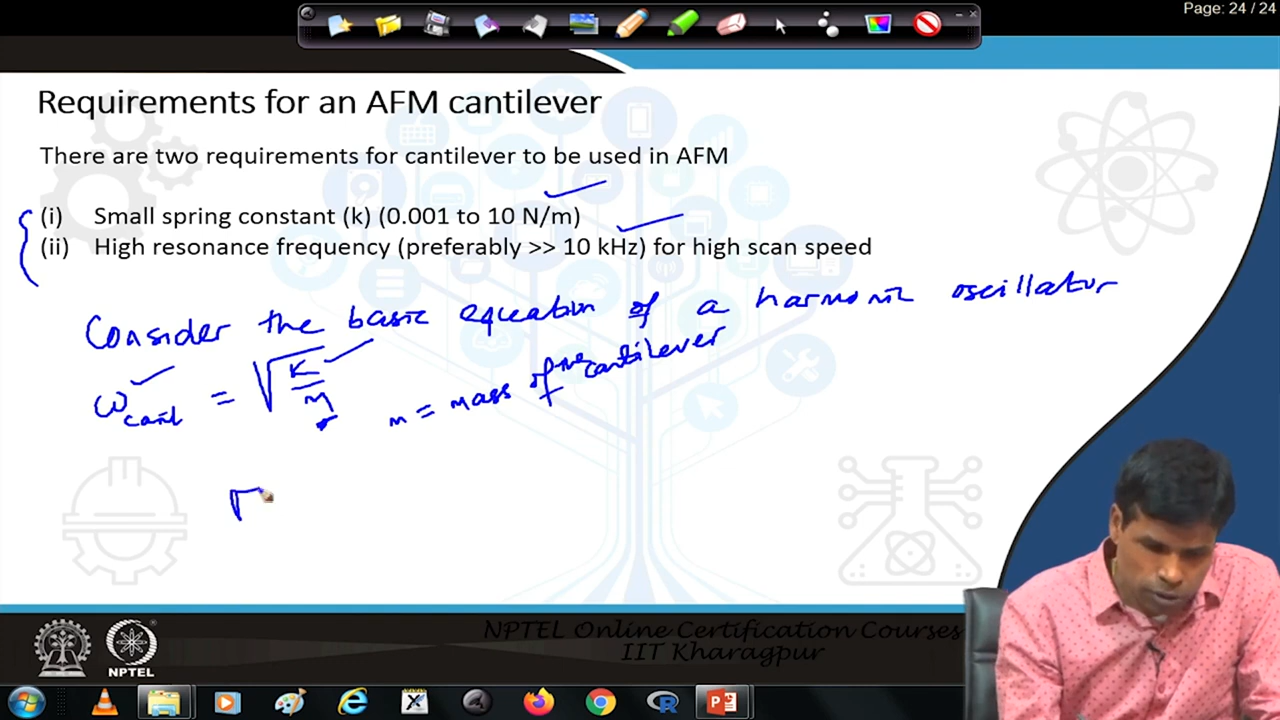 Page: 24 / 24
Requirements for an AFM cantilever
There are two requirements for cantilever to be used in AFM
(i) Small spring constant (k) (0.001 to 10 N/m)
(ii) High resonance frequency (preferably >> 10 kHz) for high scan speed
Consider the basic equation of a harmonic oscillator
ω_cant = √(k/m) m = mass of the cantilever
NPTEL Online Certification Courses
IIT Kharagpur
NPTEL